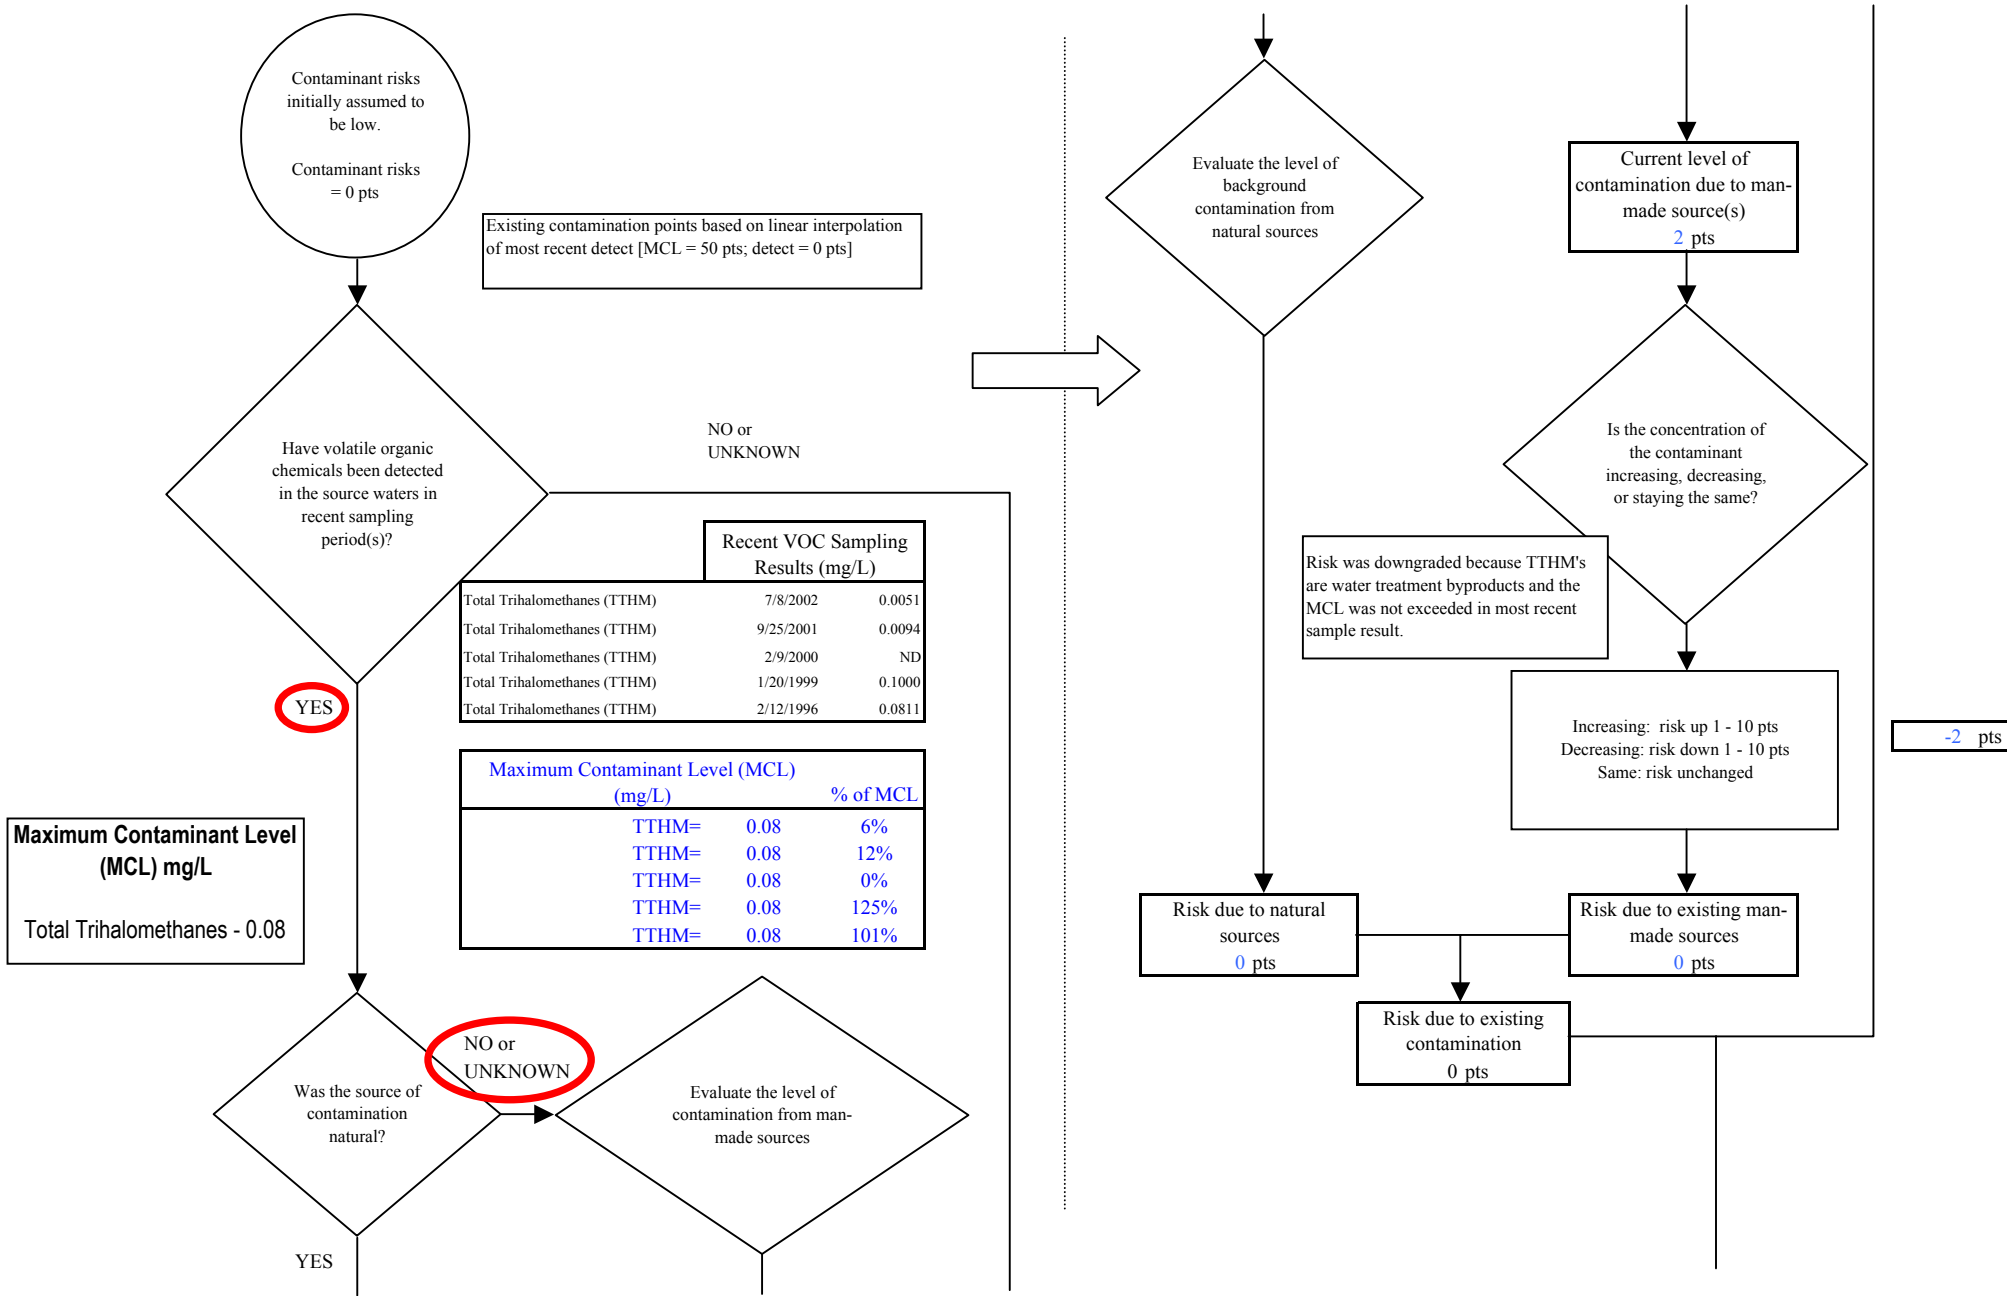 Contaminant risks
initially assumed to
be low.
Contaminant risks
= 0 pts
Existing contamination points based on linear interpolation
of most recent detect [MCL = 50 pts; detect = 0 pts]
Have volatile organic
chemicals been detected
in the source waters in
recent sampling
period(s)?
NO or
UNKNOWN
Recent VOC Sampling
Results (mg/L)
Total Trihalomethanes (TTHM) 7/8/2002 0.0051
Total Trihalomethanes (TTHM) 9/25/2001 0.0094
Total Trihalomethanes (TTHM) 2/9/2000 ND
Total Trihalomethanes (TTHM) 1/20/1999 0.1000
Total Trihalomethanes (TTHM) 2/12/1996 0.0811
YES
Maximum Contaminant Level (MCL)
(mg/L) % of MCL
TTHM= 0.08 6%
TTHM= 0.08 12%
TTHM= 0.08 0%
TTHM= 0.08 125%
TTHM= 0.08 101%
Maximum Contaminant Level
(MCL) mg/L
Total Trihalomethanes - 0.08
Was the source of
contamination
natural?
NO or
UNKNOWN
Evaluate the level of
contamination from man-
made sources
YES
Evaluate the level of
background
contamination from
natural sources
Current level of
contamination due to man-
made source(s)
2 pts
Is the concentration of
the contaminant
increasing, decreasing,
or staying the same?
Risk was downgraded because TTHM's
are water treatment byproducts and the
MCL was not exceeded in most recent
sample result.
Increasing: risk up 1 - 10 pts
Decreasing: risk down 1 - 10 pts
Same: risk unchanged
-2 pts
Risk due to natural
sources
0 pts
Risk due to existing man-
made sources
0 pts
Risk due to existing
contamination
0 pts